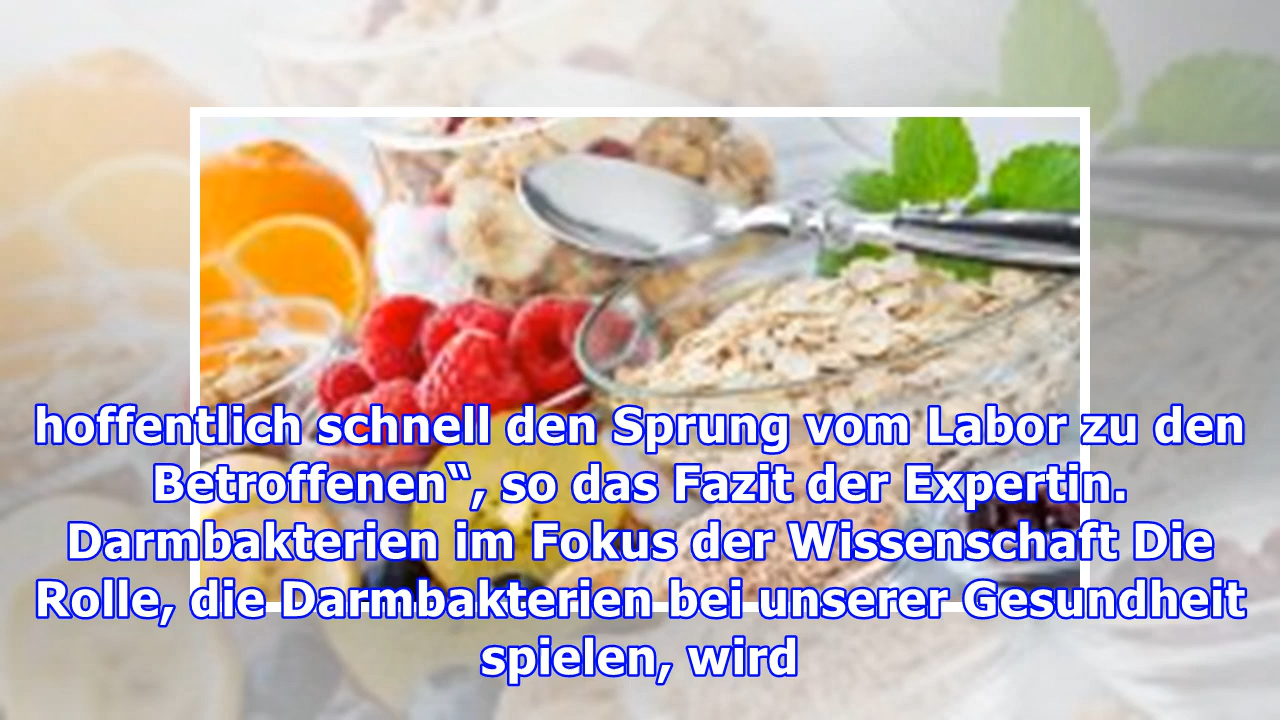 hoffentlich schnell den Sprung vom Labor zu den
Betroffenen“, so das Fazit der Expertin.
Darmbakterien im Fokus der Wissenschaft Die
Rolle, die Darmbakterien bei unserer Gesundheit
spielen, wird